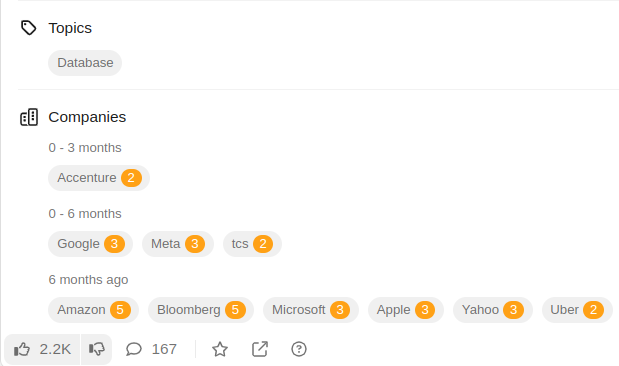 Topics
Database
Companies
0 - 3 months
Accenture 2
0 - 6 months
Google 3 Meta 3 tcs 2
6 months ago
Amazon 5 Bloomberg 5 Microsoft 3 Apple 3 Yahoo 3 Uber 2
2.2K 167